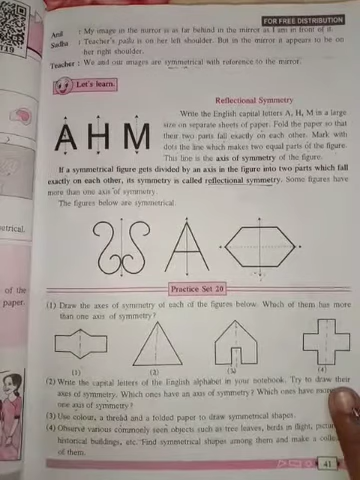 FOR FREE DISTRIBUTION
Anil : My image in the mirror is as far behind in the mirror as I am in front of it.
Sudha : Teacher's padu is on her left shoulder. But in the mirror it appears to be on
her right shoulder.
Teacher : We and our images are symmetrical with reference to the mirror.
Let's learn.
Reflectional Symmetry
A H M
Write the English capital letters A, H, M in a large
size on separate sheets of paper. Fold the paper so that
their two parts fall exactly on each other. Mark with
dots the line which makes two equal parts of the figure.
This line is the axis of symmetry of the figure.
If a symmetrical figure gets divided by an axis in the figure into two parts which fall
exactly on each other, its symmetry is called reflectional symmetry. Some figures have
more than one axis of symmetry.
The figures below are symmetrical.
Practice Set 20
(1) Draw the axes of symmetry of each of the figures below. Which of them has more
than one axis of symmetry?
(1) (2) (3) (4)
(2) Write the capital letters of the English alphabet in your notebook. Try to draw their
axes of symmetry. Which ones have an axis of symmetry? Which ones have more
one axis of symmetry?
(3) Use colour, a thread and a folded paper to draw symmetrical shapes.
(4) Observe various commonly seen objects such as tree leaves, birds in flight, pictures
historical buildings, etc. Find symmetrical shapes among them and make a collec
of them.
41
T19
etrical.
of the
paper.